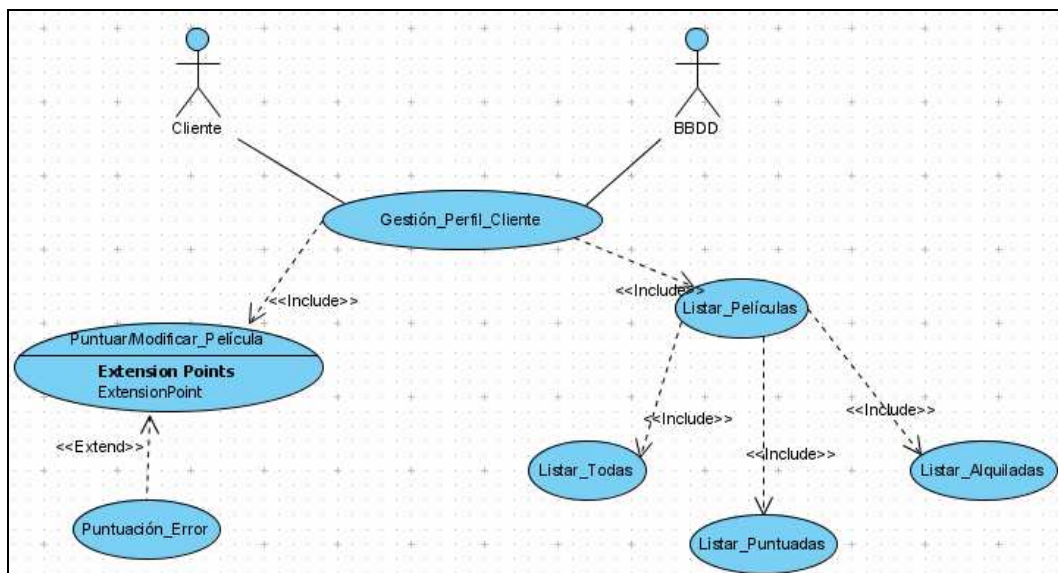 Cliente
BBDD
Gestión_Perfil_Cliente
<<Include>>
<<Include>>
Listar_Películas
Puntuar/Modificar_Película
Extension Points
ExtensionPoint
<<Include>>
<<Include>>
<<Extend>>
<<Include>>
Listar_Todas
Listar_Alquiladas
Puntuación_Error
Listar_Puntuadas